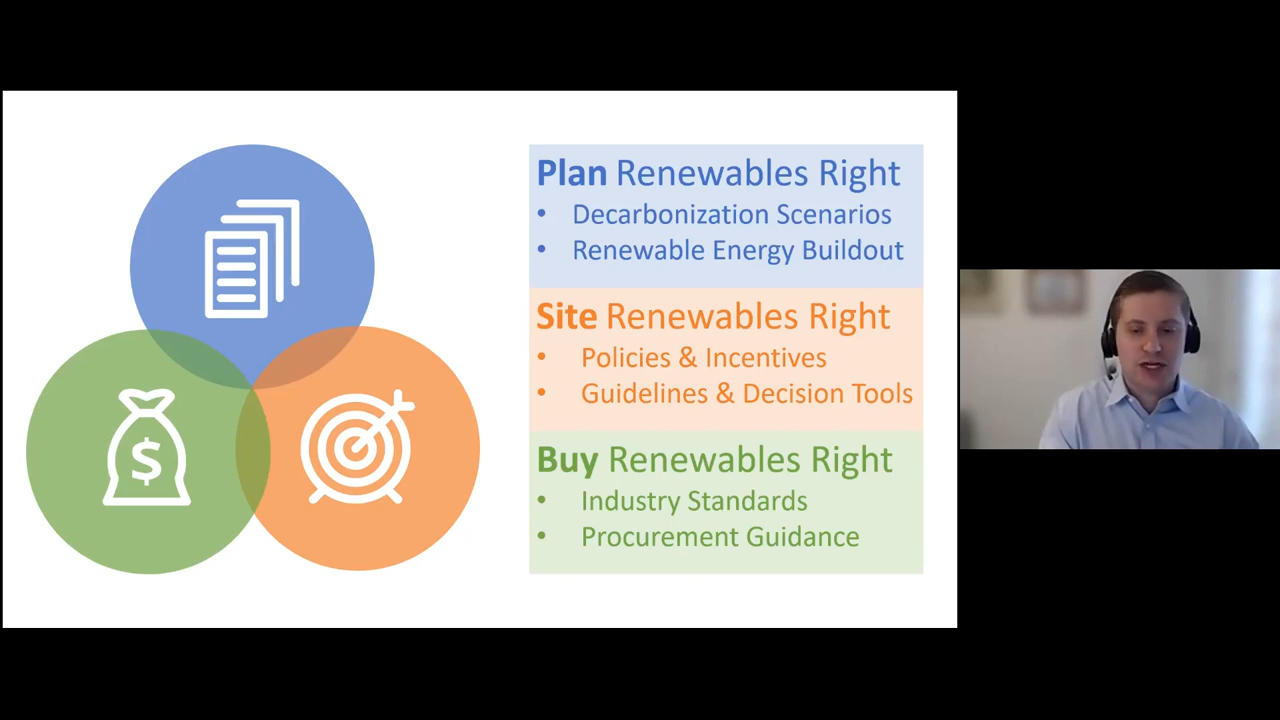 Plan Renewables Right
• Decarbonization Scenarios
• Renewable Energy Buildout
Site Renewables Right
• Policies & Incentives
• Guidelines & Decision Tools
Buy Renewables Right
• Industry Standards
• Procurement Guidance
$